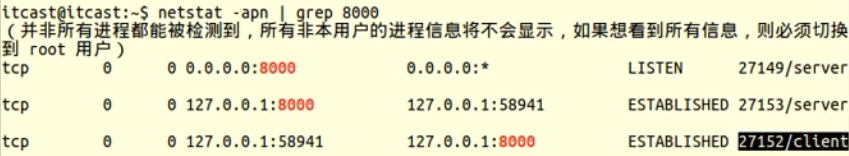 itcast@itcast:~$ netstat -apn | grep 8000
（并非所有进程都能被检测到，所有非本用户的进程信息将不会显示，如果想看到所有信息，则必须切换
到 root 用户）
tcp        0      0 0.0.0.0:8000            0.0.0.0:*               LISTEN      27149/server
tcp        0      0 127.0.0.1:8000          127.0.0.1:58941         ESTABLISHED 27153/server
tcp        0      0 127.0.0.1:58941         127.0.0.1:8000          ESTABLISHED 27152/client